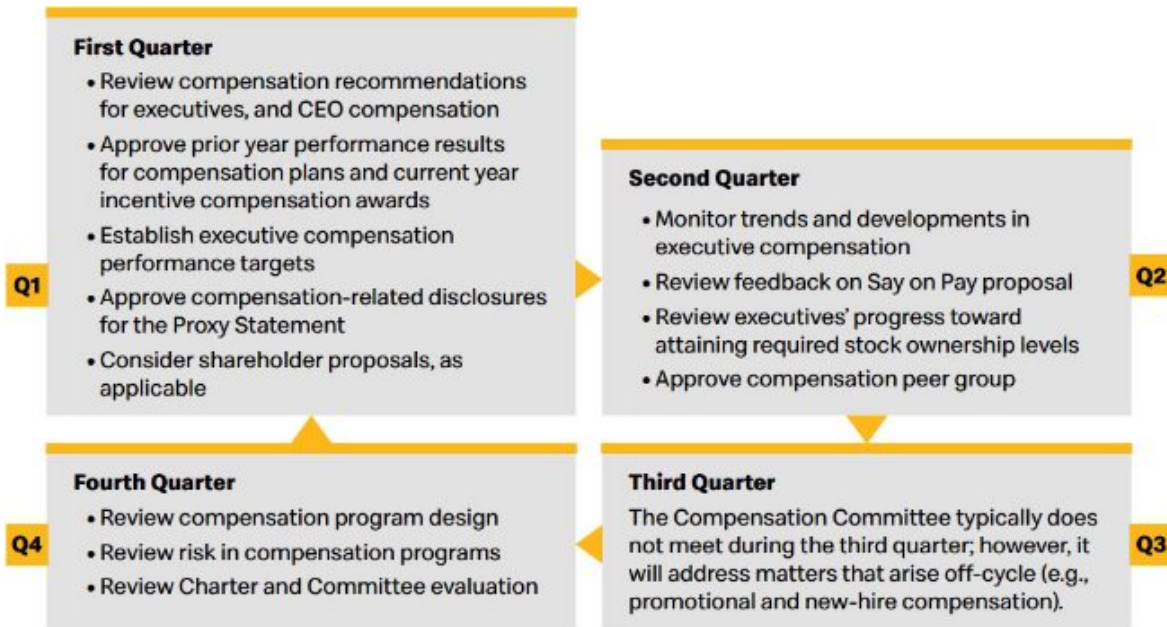 First Quarter
• Review compensation recommendations
for executives, and CEO compensation
• Approve prior year performance results
for compensation plans and current year
incentive compensation awards
• Establish executive compensation
performance targets
• Approve compensation-related disclosures
for the Proxy Statement
• Consider shareholder proposals, as
applicable
Q1
Second Quarter
• Monitor trends and developments in
executive compensation
• Review feedback on Say on Pay proposal
• Review executives’ progress toward
attaining required stock ownership levels
• Approve compensation peer group
Q2
Third Quarter
The Compensation Committee typically does
not meet during the third quarter; however, it
will address matters that arise off-cycle (e.g.,
promotional and new-hire compensation).
Q3
Fourth Quarter
• Review compensation program design
• Review risk in compensation programs
• Review Charter and Committee evaluation
Q4